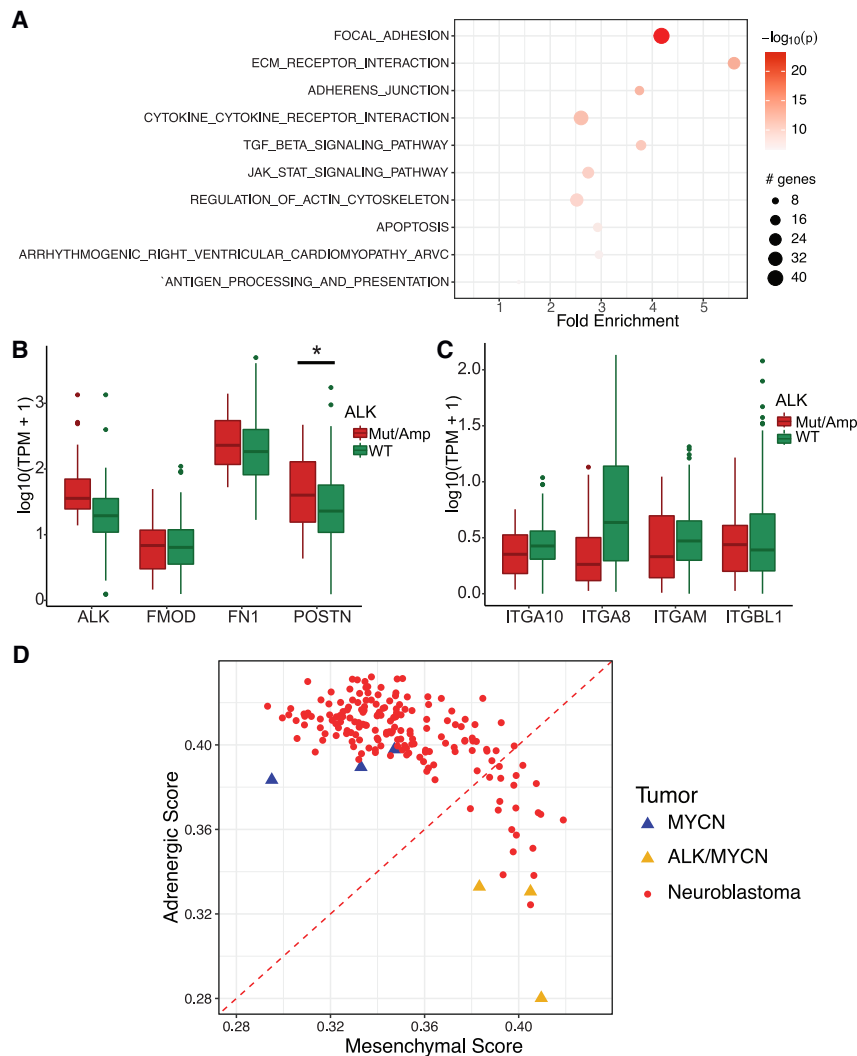 A
FOCAL_ADHESION
ECM_RECEPTOR_INTERACTION
ADHERENS_JUNCTION
CYTOKINE_CYTOKINE_RECEPTOR_INTERACTION
TGF_BETA_SIGNALING_PATHWAY
JAK_STAT_SIGNALING_PATHWAY
REGULATION_OF_ACTIN_CYTOSKELETON
APOPTOSIS
ARRHYTHMOGENIC_RIGHT_VENTRICULAR_CARDIOMYOPATHY_ARVC
`ANTIGEN_PROCESSING_AND_PRESENTATION
1 2 3 4 5
Fold Enrichment
−log10(p)
20
15
10
# genes
8
16
24
32
40
B
log10(TPM + 1)
3
2
1
0
*
ALK
Mut/Amp
WT
ALK FMOD FN1 POSTN
C
log10(TPM + 1)
2.0
1.5
1.0
0.5
0.0
ALK
Mut/Amp
WT
ITGA10 ITGA8 ITGAM ITGBL1
D
Adrenergic Score
0.40
0.36
0.32
0.28
0.28 0.32 0.36 0.40
Mesenchymal Score
Tumor
MYCN
ALK/MYCN
Neuroblastoma